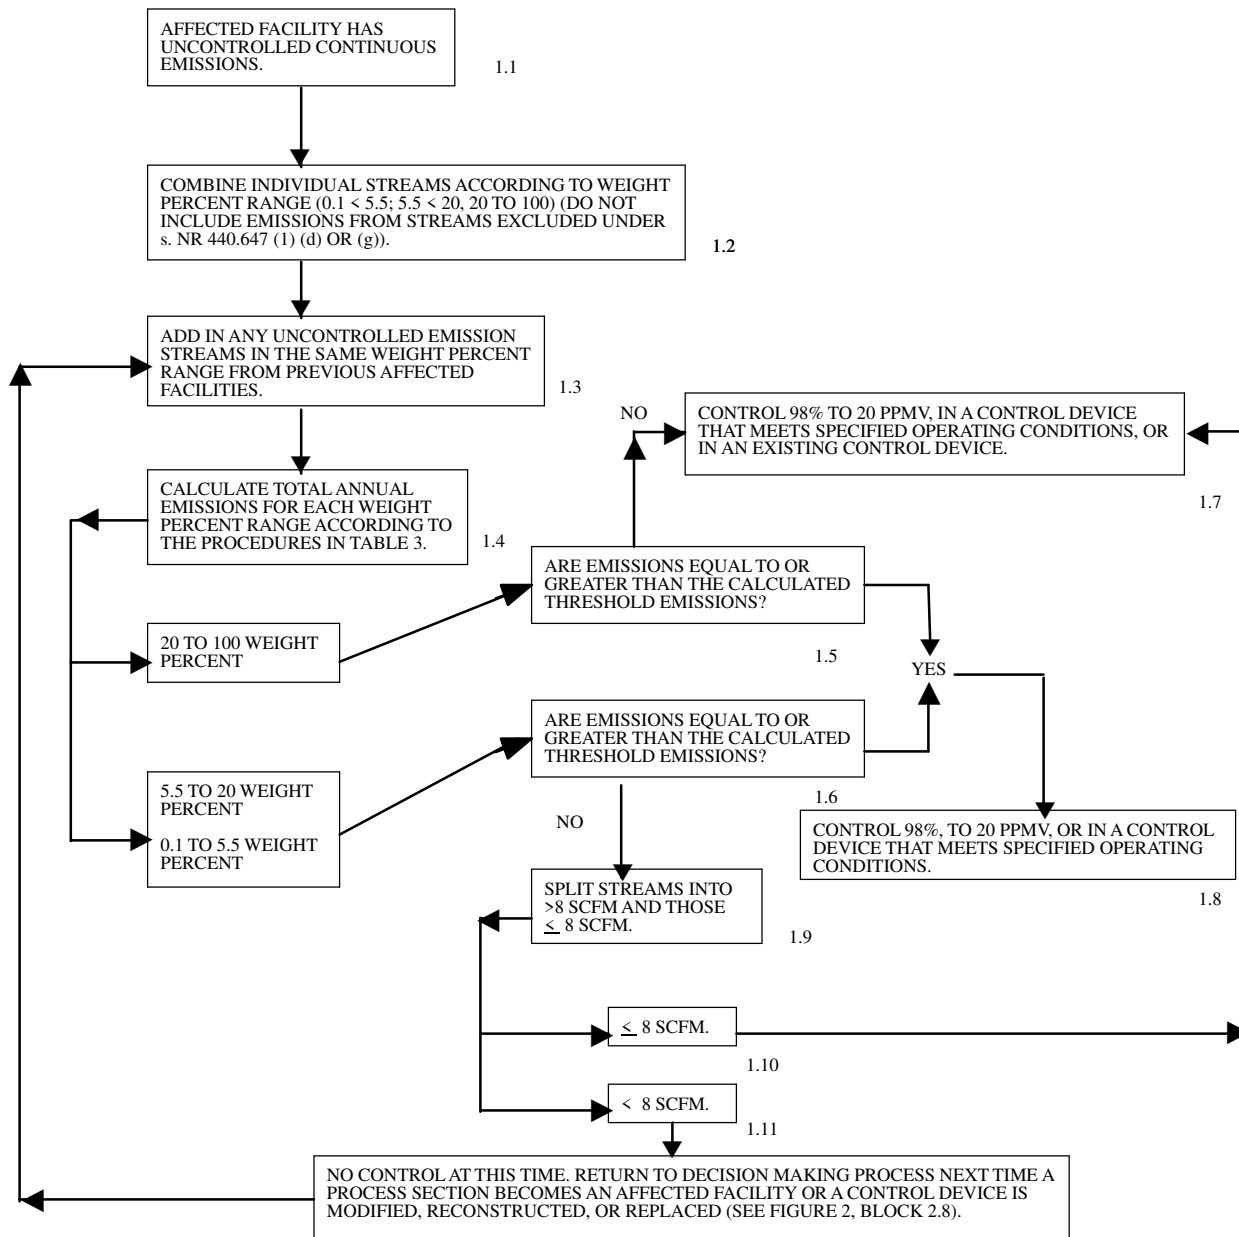 AFFECTED FACILITY HAS
UNCONTROLLED CONTINUOUS
EMISSIONS.
1.1
COMBINE INDIVIDUAL STREAMS ACCORDING TO WEIGHT
PERCENT RANGE (0.1 < 5.5; 5.5 < 20, 20 TO 100) (DO NOT
INCLUDE EMISSIONS FROM STREAMS EXCLUDED UNDER
s. NR 440.647 (1) (d) OR (g)).
1.2
ADD IN ANY UNCONTROLLED EMISSION
STREAMS IN THE SAME WEIGHT PERCENT
RANGE FROM PREVIOUS AFFECTED
FACILITIES.
1.3
NO
CONTROL 98% TO 20 PPMV, IN A CONTROL DEVICE
THAT MEETS SPECIFIED OPERATING CONDITIONS, OR
IN AN EXISTING CONTROL DEVICE.
1.7
CALCULATE TOTAL ANNUAL
EMISSIONS FOR EACH WEIGHT
PERCENT RANGE ACCORDING TO
THE PROCEDURES IN TABLE 3.
1.4
ARE EMISSIONS EQUAL TO OR
GREATER THAN THE CALCULATED
THRESHOLD EMISSIONS?
1.5
20 TO 100 WEIGHT
PERCENT
YES
ARE EMISSIONS EQUAL TO OR
GREATER THAN THE CALCULATED
THRESHOLD EMISSIONS?
1.6
5.5 TO 20 WEIGHT
PERCENT
0.1 TO 5.5 WEIGHT
PERCENT
NO
CONTROL 98%, TO 20 PPMV, OR IN A CONTROL
DEVICE THAT MEETS SPECIFIED OPERATING
CONDITIONS.
1.8
SPLIT STREAMS INTO
>8 SCFM AND THOSE
≤ 8 SCFM.
1.9
≤ 8 SCFM.
1.10
< 8 SCFM.
1.11
NO CONTROL AT THIS TIME. RETURN TO DECISION MAKING PROCESS NEXT TIME A
PROCESS SECTION BECOMES AN AFFECTED FACILITY OR A CONTROL DEVICE IS
MODIFIED, RECONSTRUCTED, OR REPLACED (SEE FIGURE 2, BLOCK 2.8).